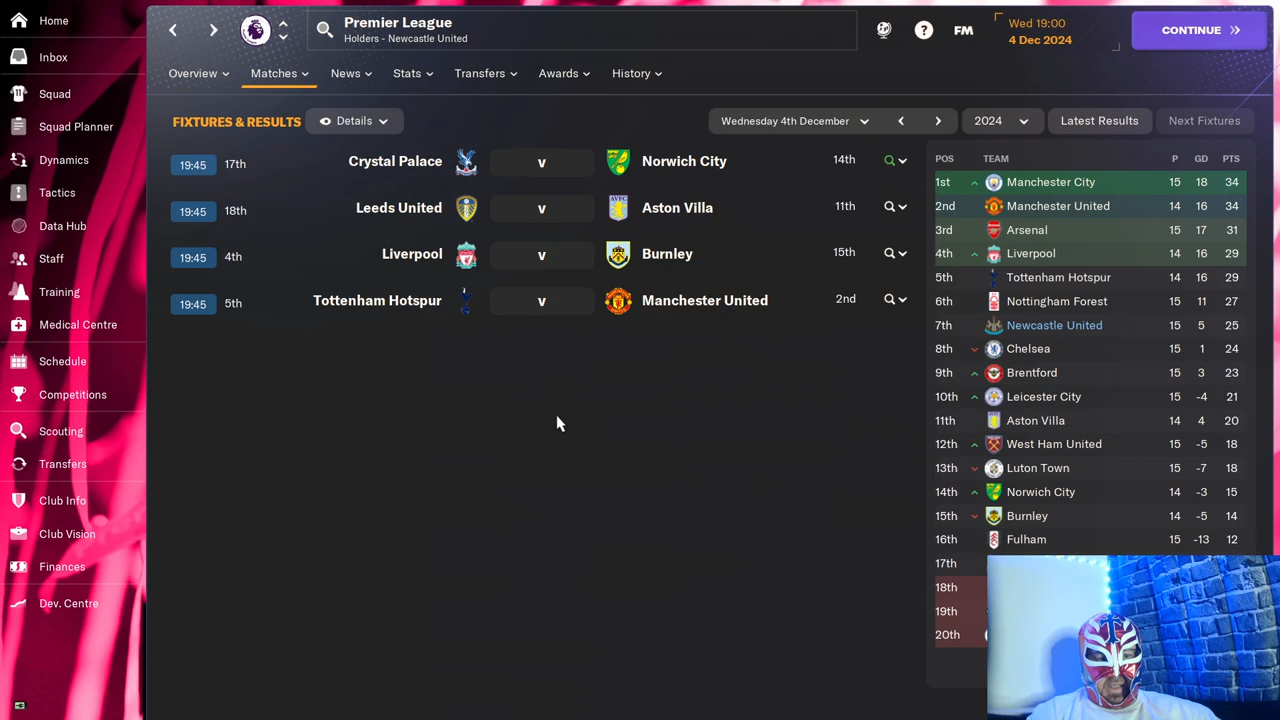 Home
Inbox
Squad
Squad Planner
Dynamics
Tactics
Data Hub
Staff
Training
Medical Centre
Schedule
Competitions
Scouting
Transfers
Club Info
Club Vision
Finances
Dev. Centre
Premier League
Holders - Newcastle United
FM
Wed 19:00
4 Dec 2024
CONTINUE
Overview Matches News Stats Transfers Awards History
FIXTURES & RESULTS Details Wednesday 4th December 2024 Latest Results Next Fixtures
19:45 17th Crystal Palace v Norwich City 14th
19:45 18th Leeds United v Aston Villa 11th
19:45 4th Liverpool v Burnley 15th
19:45 5th Tottenham Hotspur v Manchester United 2nd
POS TEAM P GD PTS
1st Manchester City 15 18 34
2nd Manchester United 14 16 34
3rd Arsenal 15 17 31
4th Liverpool 14 16 29
5th Tottenham Hotspur 14 16 29
6th Nottingham Forest 15 11 27
7th Newcastle United 15 5 25
8th Chelsea 15 1 24
9th Brentford 15 3 23
10th Leicester City 15 -4 21
11th Aston Villa 14 4 20
12th West Ham United 15 -5 18
13th Luton Town 15 -7 18
14th Norwich City 14 -3 15
15th Burnley 14 -5 14
16th Fulham 15 -13 12
17th
18th
19th
20th